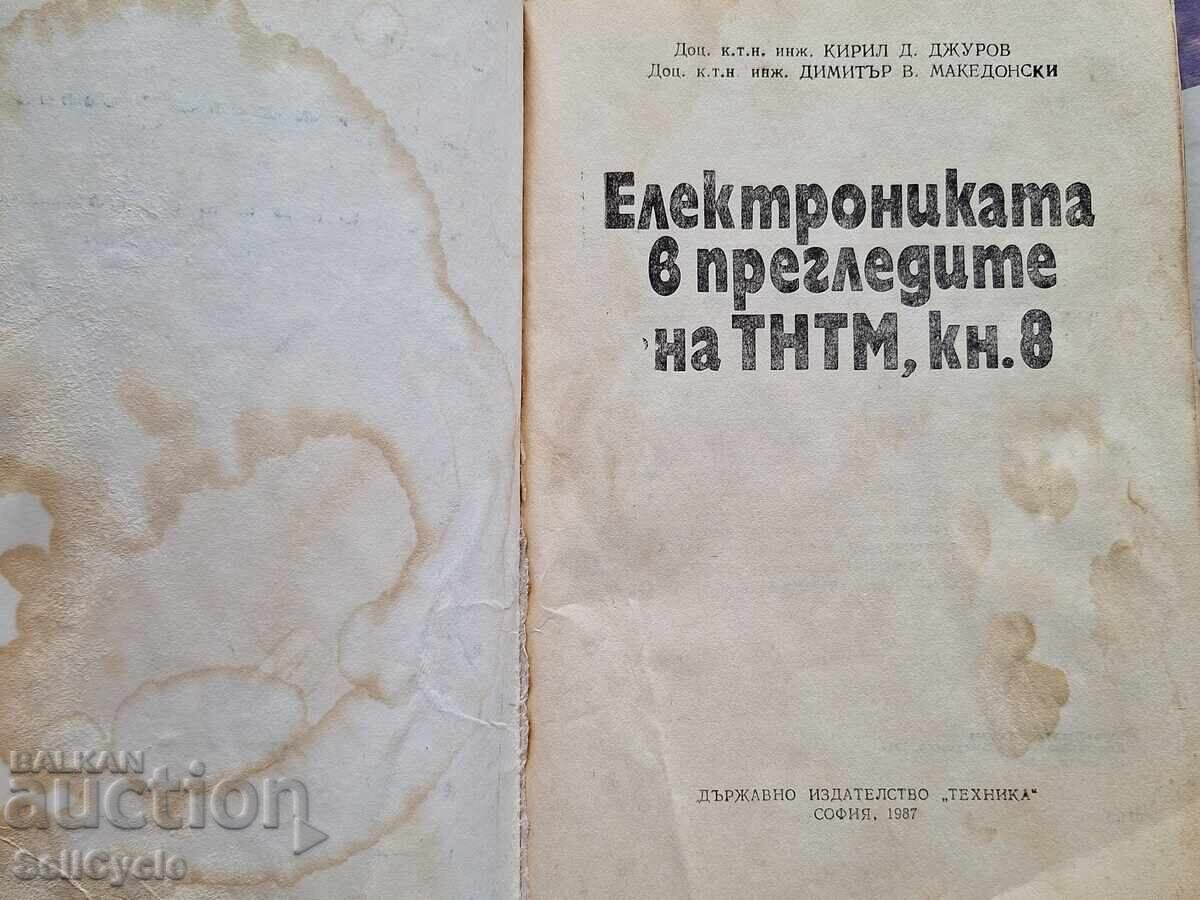 Доц. к.т.н. инж. КИРИЛ Д. ДЖУРОВ
Доц. к.т.н инж. ДИМИТЪР В. МАКЕДОНСКИ
Електрониката
в прегледите
на ТНТМ, кн. 8
ДЪРЖАВНО ИЗДАТЕЛСТВО „ТЕХНИКА“
СОФИЯ, 1987
BALKAN
auction
SellCyclo